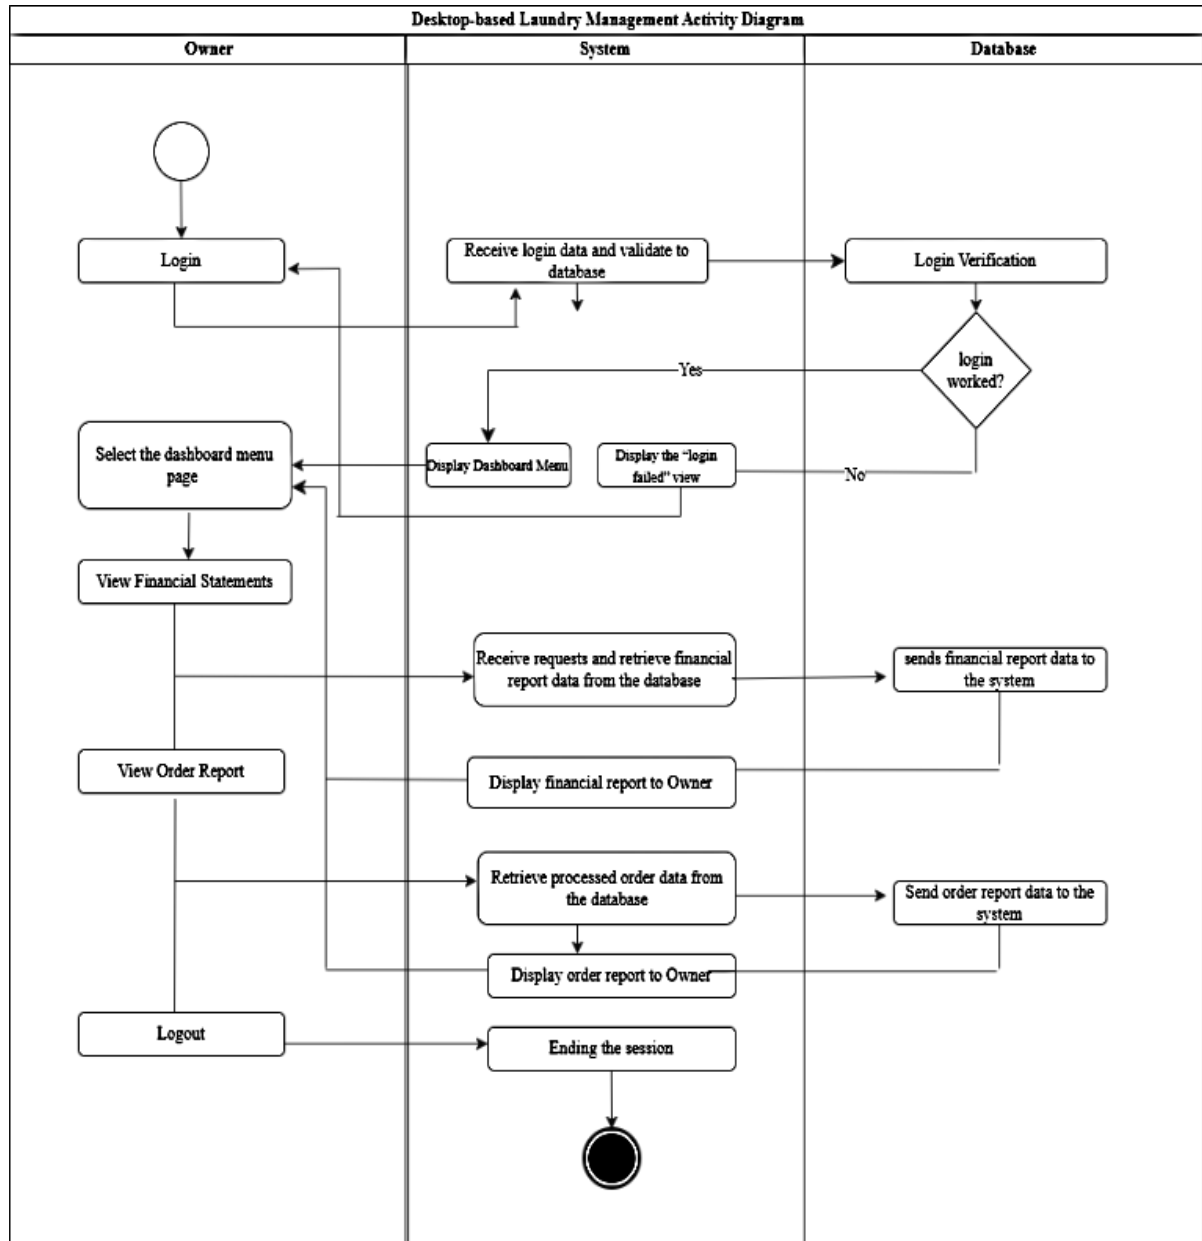 Desktop-based Laundry Management Activity Diagram
Owner
System
Database
Login
Receive login data and validate to
database
Login Verification
login
worked?
Yes
No
Select the dashboard menu
page
Display Dashboard Menu
Display the “login
failed” view
View Financial Statements
Receive requests and retrieve financial
report data from the database
sends financial report data to
the system
View Order Report
Display financial report to Owner
Retrieve processed order data from
the database
Send order report data to the
system
Display order report to Owner
Logout
Ending the session